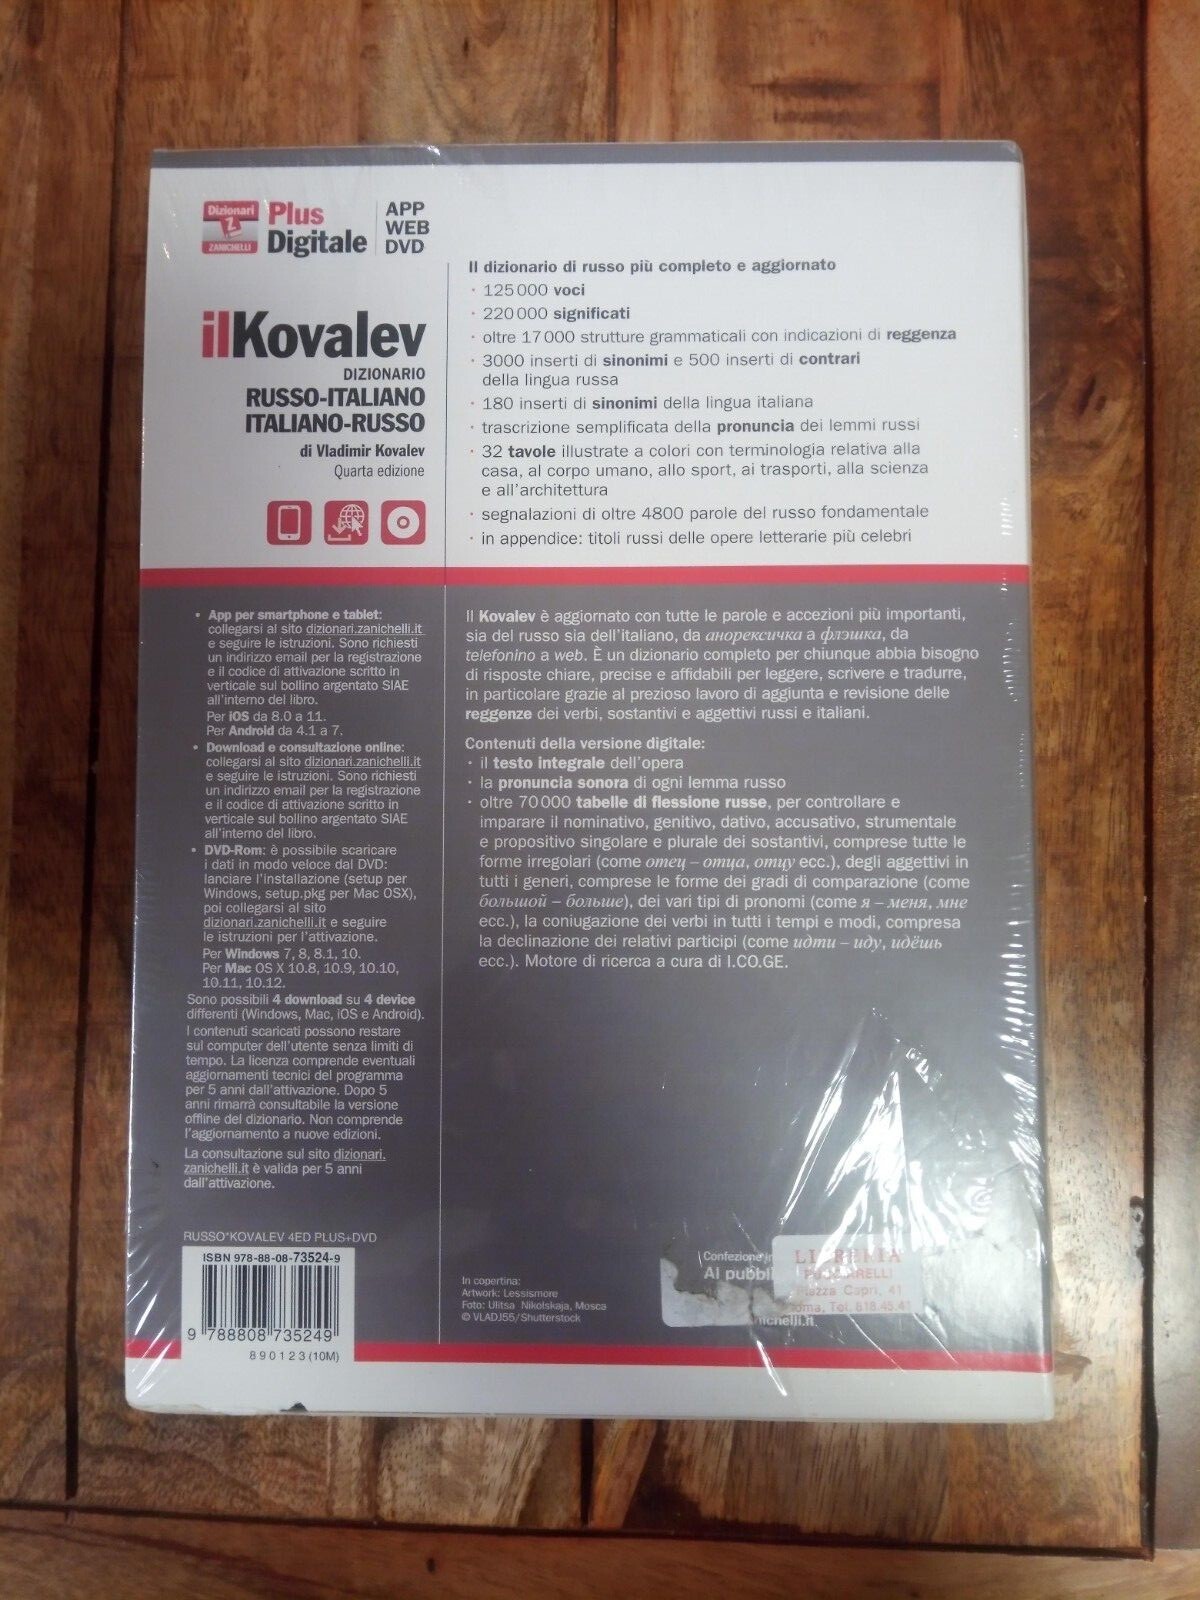 Dizionari
Z
ZANICHELLI
Plus
Digitale
APP
WEB
DVD
ilKovalev
DIZIONARIO
RUSSO-ITALIANO
ITALIANO-RUSSO
di Vladimir Kovalev
Quarta edizione
Il dizionario di russo più completo e aggiornato
· 125000 voci
· 220000 significati
· oltre 17000 strutture grammaticali con indicazioni di reggenza
· 3000 inserti di sinonimi e 500 inserti di contrari
della lingua russa
· 180 inserti di sinonimi della lingua italiana
· trascrizione semplificata della pronuncia dei lemmi russi
· 32 tavole illustrate a colori con terminologia relativa alla
casa, al corpo umano, allo sport, ai trasporti, alla scienza
e all'architettura
· segnalazioni di oltre 4800 parole del russo fondamentale
· in appendice: titoli russi delle opere letterarie più celebri
• App per smartphone e tablet:
collegarsi al sito dizionari.zanichelli.it
e seguire le istruzioni. Sono richiesti
un indirizzo email per la registrazione
e il codice di attivazione scritto in
verticale sul bollino argentato SIAE
all'interno del libro.
Per iOS da 8.0 a 11.
Per Android da 4.1 a 7.
• Download e consultazione online:
collegarsi al sito dizionari.zanichelli.it
e seguire le istruzioni. Sono richiesti
un indirizzo email per la registrazione
e il codice di attivazione scritto in
verticale sul bollino argentato SIAE
all'interno del libro.
• DVD-Rom: è possibile scaricare
i dati in modo veloce dal DVD:
lanciare l'installazione (setup per
Windows, setup.pkg per Mac OSX),
poi collegarsi al sito
dizionari.zanichelli.it e seguire
le istruzioni per l'attivazione.
Per Windows 7, 8, 8.1, 10.
Per Mac OS X 10.8, 10.9, 10.10,
10.11, 10.12.
Sono possibili 4 download su 4 device
differenti (Windows, Mac, iOS e Android).
I contenuti scaricati possono restare
sul computer dell'utente senza limiti di
tempo. La licenza comprende eventuali
aggiornamenti tecnici del programma
per 5 anni dall'attivazione. Dopo 5
anni rimarrà consultabile la versione
offline del dizionario. Non comprende
l'aggiornamento a nuove edizioni.
La consultazione sul sito dizionari.
zanichelli.it è valida per 5 anni
dall'attivazione.
Il Kovalev è aggiornato con tutte le parole e accezioni più importanti,
sia del russo sia dell'italiano, da анорексичка a флэшка, da
telefonino a web. È un dizionario completo per chiunque abbia bisogno
di risposte chiare, precise e affidabili per leggere, scrivere e tradurre,
in particolare grazie al prezioso lavoro di aggiunta e revisione delle
reggenze dei verbi, sostantivi e aggettivi russi e italiani.
Contenuti della versione digitale:
• il testo integrale dell'opera
• la pronuncia sonora di ogni lemma russo
• oltre 70000 tabelle di flessione russe, per controllare e
imparare il nominativo, genitivo, dativo, accusativo, strumentale
e propositivo singolare e plurale dei sostantivi, comprese tutte le
forme irregolari (come отец – отца, отцу ecc.), degli aggettivi in
tutti i generi, comprese le forme dei gradi di comparazione (come
большой – больше), dei vari tipi di pronomi (come я – меня, мне
ecc.), la coniugazione dei verbi in tutti i tempi e modi, compresa
la declinazione dei relativi participi (come идти – иду, идёшь
ecc.). Motore di ricerca a cura di I.CO.GE.
RUSSO*KOVALEV 4ED PLUS+DVD
ISBN 978-88-08-73524-9
9 788808 735249
8 9 0 1 2 3 (10M)
In copertina:
Artwork: Lessismore
Foto: Ulitsa Nikolskaja, Mosca
© VLADJ55/Shutterstock
Confezione
Al
Piazza Capri, 41
Tel. 818.45.41